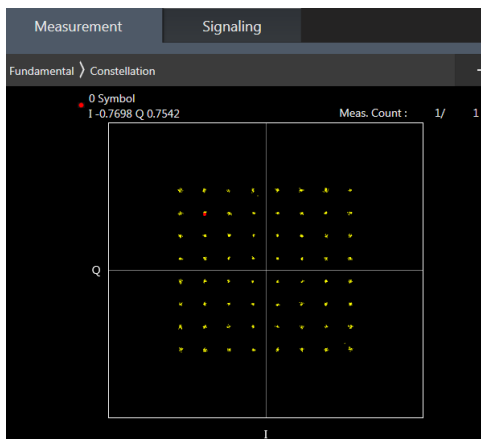 Measurement Signaling
Fundamental 〉 Constellation
0 Symbol
I -0.7698 Q 0.7542 Meas. Count : 1/ 1
Q
I